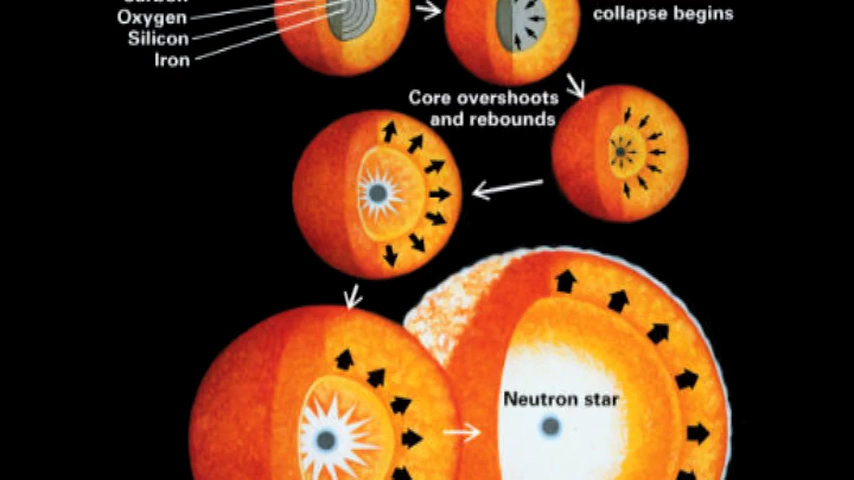 Oxygen
Silicon
Iron
collapse begins
Core overshoots
and rebounds
Neutron star